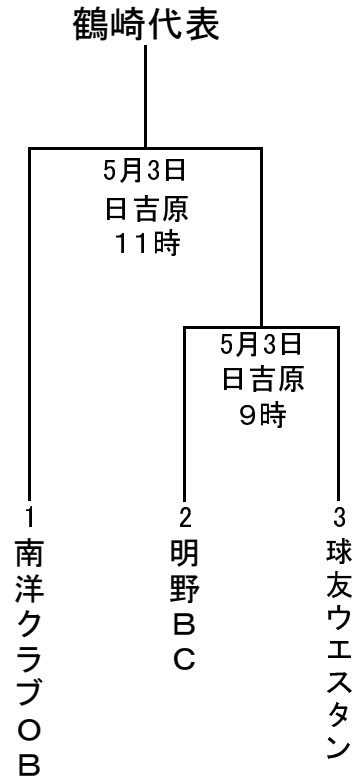 鶴崎代表
5月3日
日吉原
１１時
5月3日
日吉原
９時
1
南洋クラブＯＢ
2
明野ＢＣ
3
球友ウエスタン